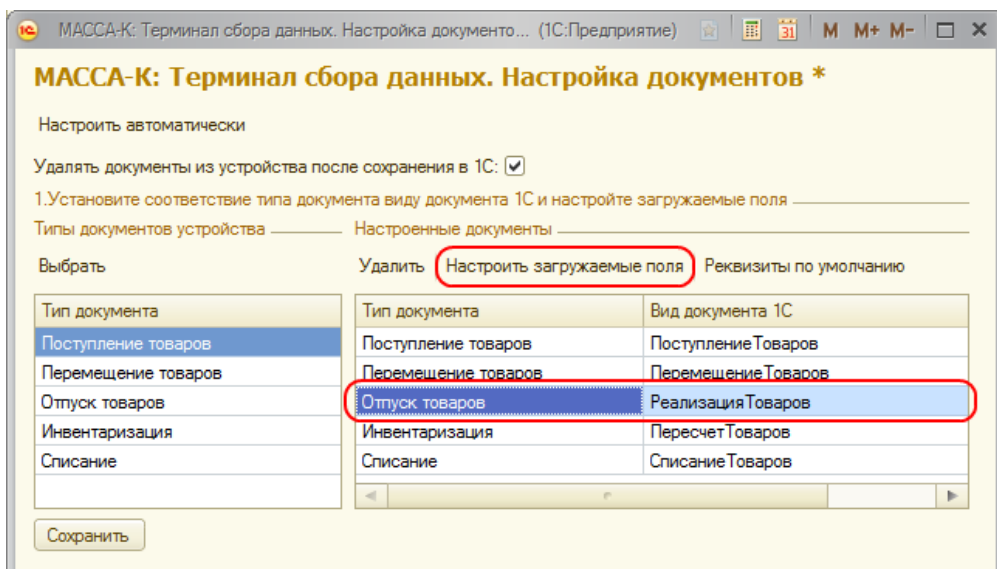 МАССА-К: Терминал сбора данных. Настройка документо... (1С:Предприятие) 31 M M+ M-
МАССА-К: Терминал сбора данных. Настройка документов *
Настроить автоматически
Удалять документы из устройства после сохранения в 1С:
1.Установите соответствие типа документа виду документа 1С и настройте загружаемые поля
Типы документов устройства Настроенные документы
Выбрать Удалить Настроить загружаемые поля Реквизиты по умолчанию
Тип документа Тип документа Вид документа 1С
Поступление товаров Поступление товаров ПоступлениеТоваров
Перемещение товаров Перемещение товаров ПеремещениеТоваров
Отпуск товаров Отпуск товаров РеализацияТоваров
Инвентаризация Инвентаризация ПересчетТоваров
Списание Списание СписаниеТоваров
Сохранить